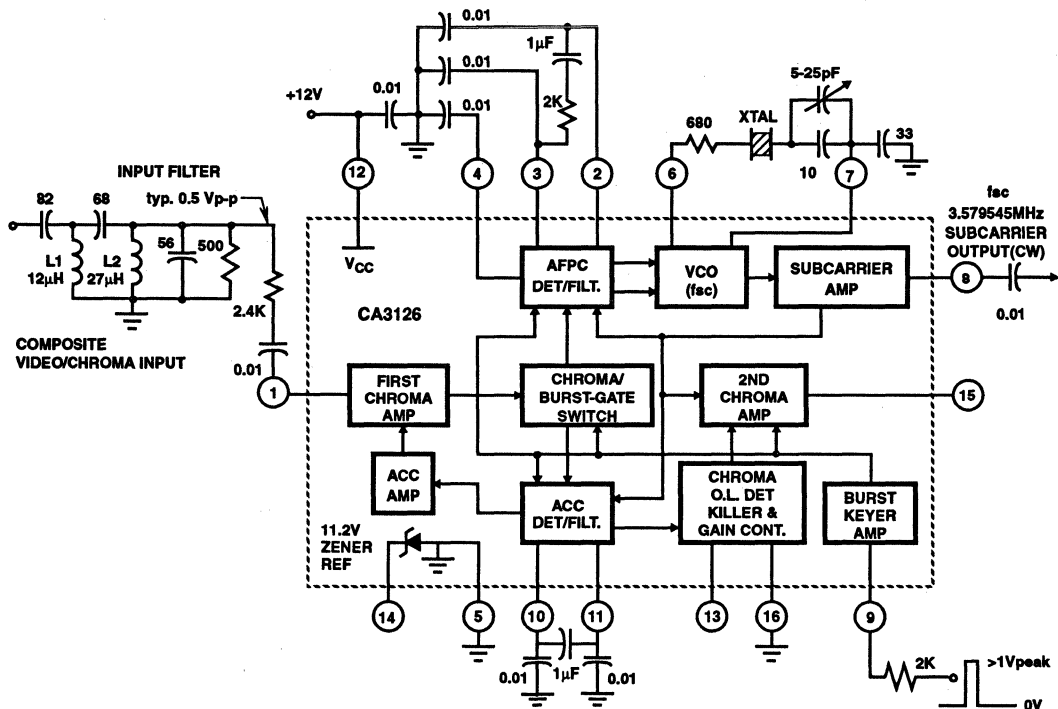 0.01
1µF
0.01
+12V
0.01
0.01
2K
5-25pF
XTAL
680
33
10
INPUT FILTER
typ. 0.5 Vp-p
12
4
3
2
6
7
82
68
56
500
L1
12µH
L2
27µH
2.4K
VCC
fsc
3.579545MHz
SUBCARRIER
OUTPUT(CW)
8
0.01
AFPC
DET/FILT.
VCO
(fsc)
SUBCARRIER
AMP
CA3126
COMPOSITE
VIDEO/CHROMA INPUT
0.01
1
FIRST
CHROMA
AMP
CHROMA/
BURST-GATE
SWITCH
2ND
CHROMA
AMP
15
ACC
AMP
ACC
DET/FILT.
CHROMA
O.L. DET
KILLER &
GAIN CONT.
BURST
KEYER
AMP
11.2V
ZENER
REF
14
5
10
11
13
16
9
0.01
1µF
0.01
2K
>1Vpeak
0V